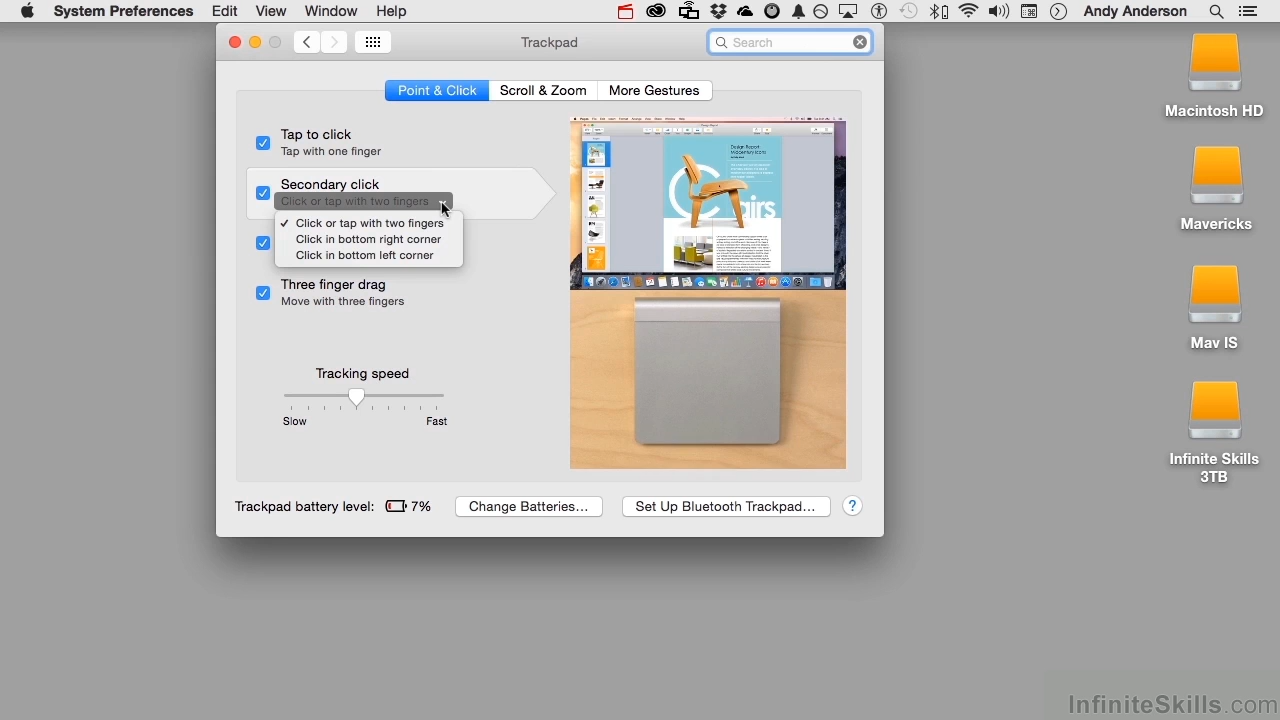 System Preferences Edit View Window Help Andy Anderson
Trackpad Search
Point & Click Scroll & Zoom More Gestures
Tap to click
Tap with one finger
Secondary click
Click or tap with two fingers
Click or tap with two fingers
Click in bottom right corner
Click in bottom left corner
Three finger drag
Move with three fingers
Tracking speed
Slow Fast
Trackpad battery level: 7% Change Batteries… Set Up Bluetooth Trackpad… ?
Macintosh HD
Mavericks
Mav IS
Infinite Skills
3TB
InfiniteSkills.com